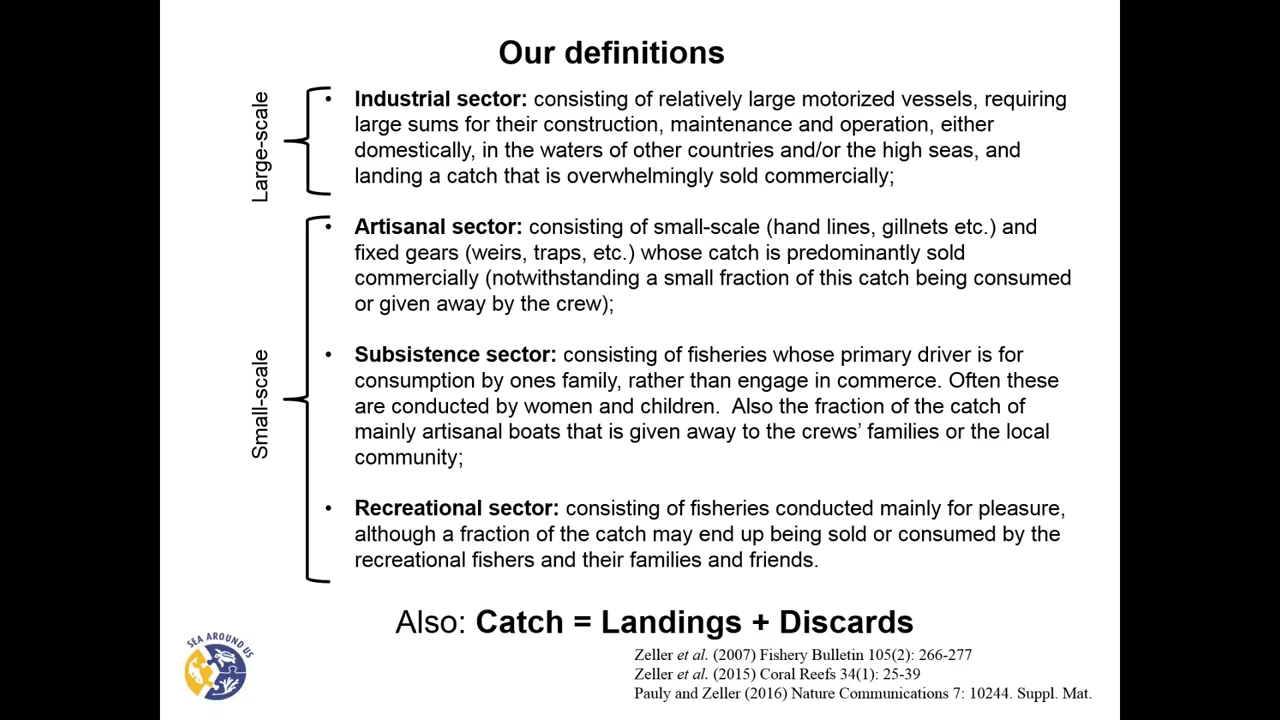 Our definitions
Large-scale
• Industrial sector: consisting of relatively large motorized vessels, requiring
large sums for their construction, maintenance and operation, either
domestically, in the waters of other countries and/or the high seas, and
landing a catch that is overwhelmingly sold commercially;
Small-scale
• Artisanal sector: consisting of small-scale (hand lines, gillnets etc.) and
fixed gears (weirs, traps, etc.) whose catch is predominantly sold
commercially (notwithstanding a small fraction of this catch being consumed
or given away by the crew);
• Subsistence sector: consisting of fisheries whose primary driver is for
consumption by ones family, rather than engage in commerce. Often these
are conducted by women and children.  Also the fraction of the catch of
mainly artisanal boats that is given away to the crews’ families or the local
community;
• Recreational sector: consisting of fisheries conducted mainly for pleasure,
although a fraction of the catch may end up being sold or consumed by the
recreational fishers and their families and friends.
Also: Catch = Landings + Discards
SEA AROUND US
Zeller et al. (2007) Fishery Bulletin 105(2): 266-277
Zeller et al. (2015) Coral Reefs 34(1): 25-39
Pauly and Zeller (2016) Nature Communications 7: 10244. Suppl. Mat.